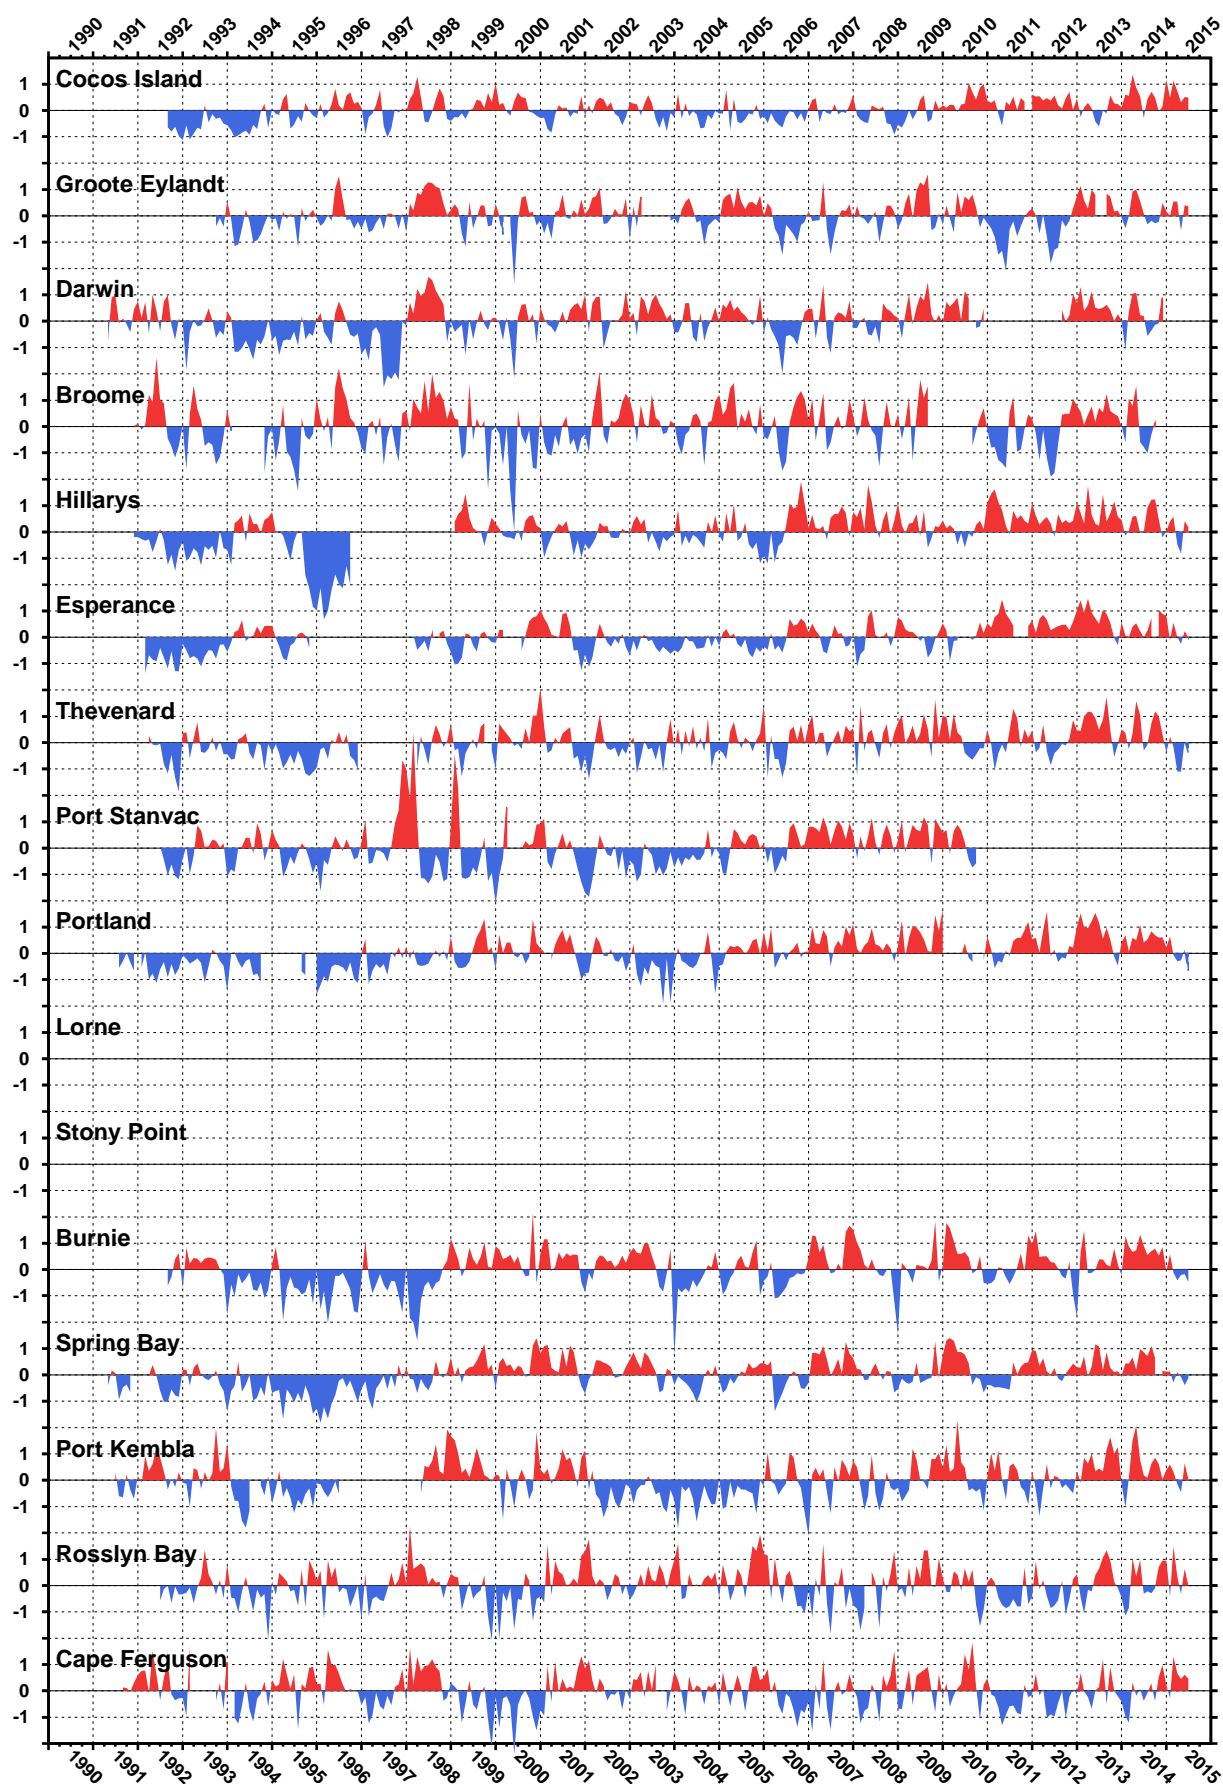 1990 1991 1992 1993 1994 1995 1996 1997 1998 1999 2000 2001 2002 2003 2004 2005 2006 2007 2008 2009 2010 2011 2012 2013 2014 2015
Cocos Island
1
0
-1
Groote Eylandt
1
0
-1
Darwin
1
0
-1
Broome
1
0
-1
Hillarys
1
0
-1
Esperance
1
0
-1
Thevenard
1
0
-1
Port Stanvac
1
0
-1
Portland
1
0
-1
Lorne
1
0
-1
Stony Point
1
0
-1
Burnie
1
0
-1
Spring Bay
1
0
-1
Port Kembla
1
0
-1
Rosslyn Bay
1
0
-1
Cape Ferguson
1
0
-1
1990 1991 1992 1993 1994 1995 1996 1997 1998 1999 2000 2001 2002 2003 2004 2005 2006 2007 2008 2009 2010 2011 2012 2013 2014 2015